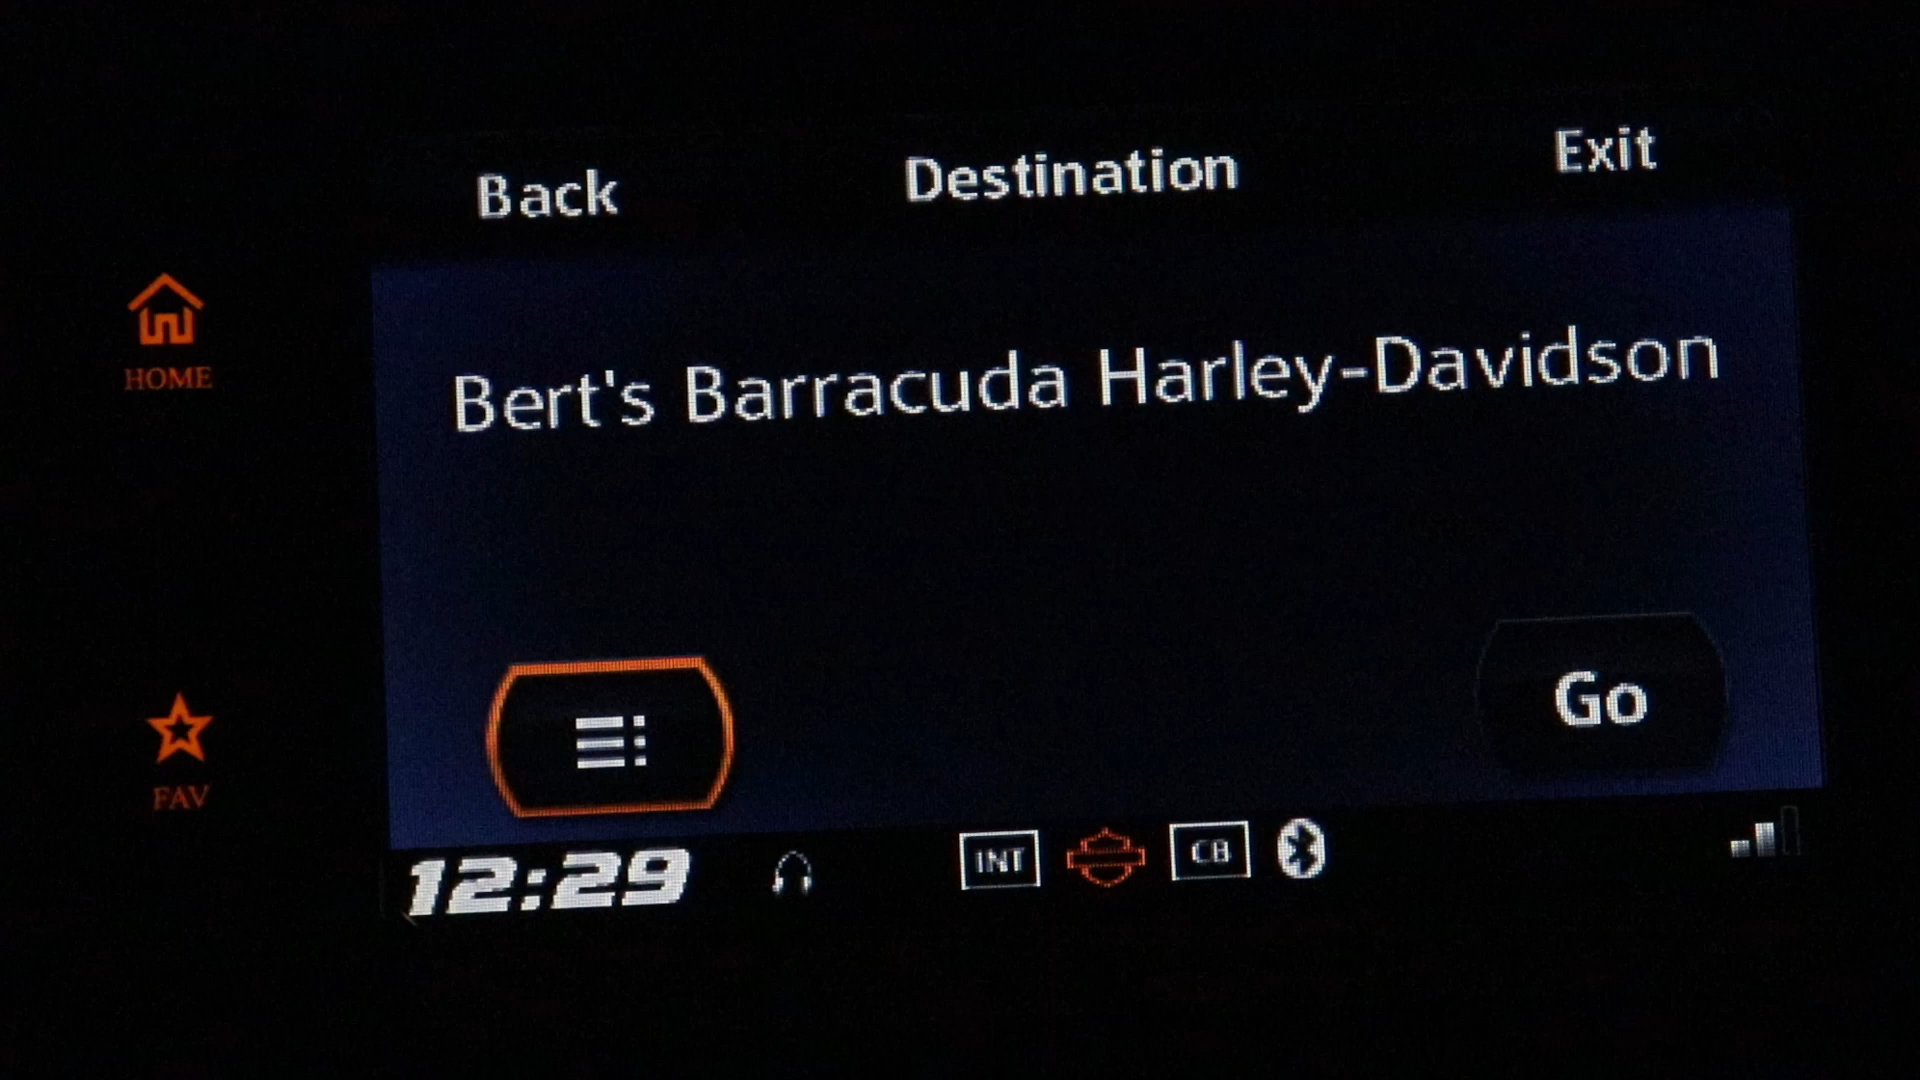 Back Destination Exit
HOME
Bert's Barracuda Harley-Davidson
Go
FAV
12:29 INT CB